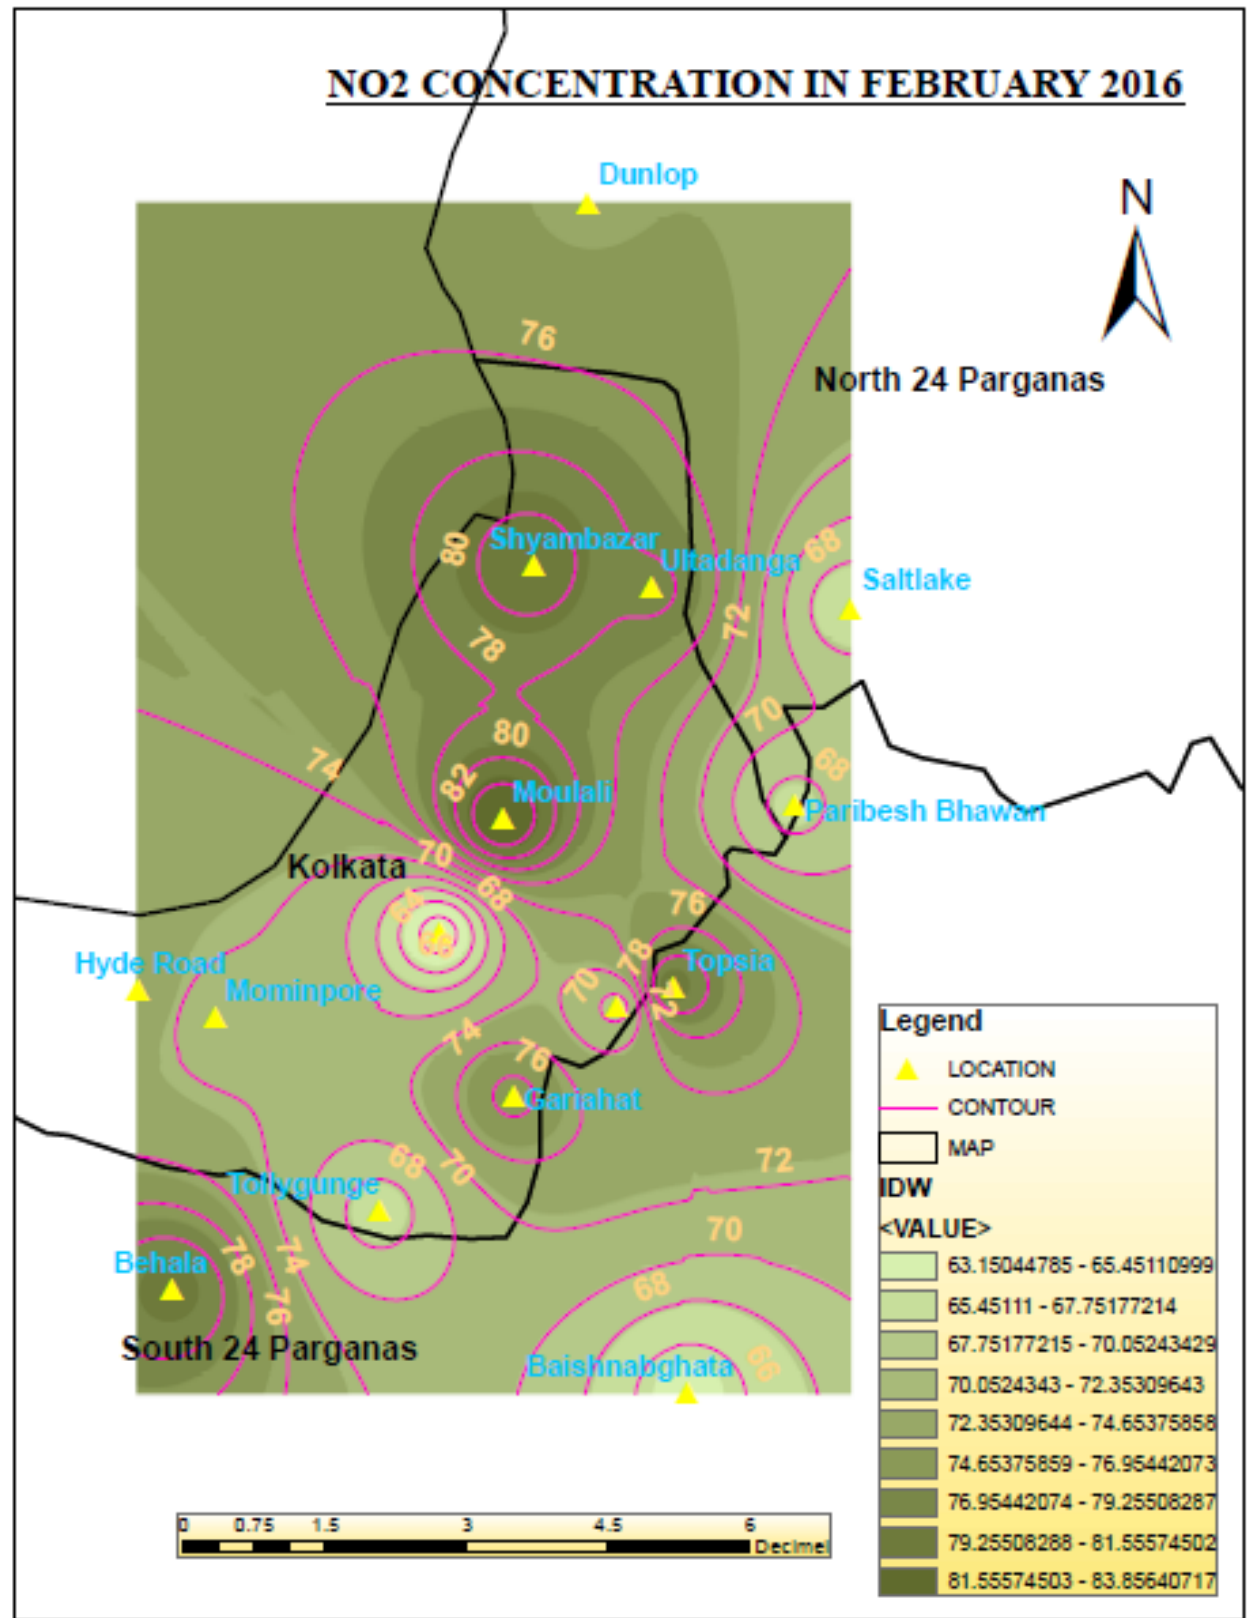 NO2 CONCENTRATION IN FEBRUARY 2016
Dunlop
N
76
North 24 Parganas
80
Shyambazar
Ultadanga
68
Saltlake
72
78
70
80
74
68
82
Moulali
Paribesh Bhawan
70
Kolkata
68
64
76
78
Hyde Road
Topsia
Mominpore
70
72
74
76
Gariahat
68
70
72
Tollygunge
70
78
74
Behala
68
76
South 24 Parganas
Baishnabghata
66
Legend
LOCATION
CONTOUR
MAP
IDW
<VALUE>
63.15044785 - 65.45110999
65.45111 - 67.75177214
67.75177215 - 70.05243429
70.0524343 - 72.35309643
72.35309644 - 74.65375858
74.65375859 - 76.95442073
76.95442074 - 79.25508287
79.25508288 - 81.55574502
81.55574503 - 83.85640717
0 0.75 1.5 3 4.5 6
Decimel